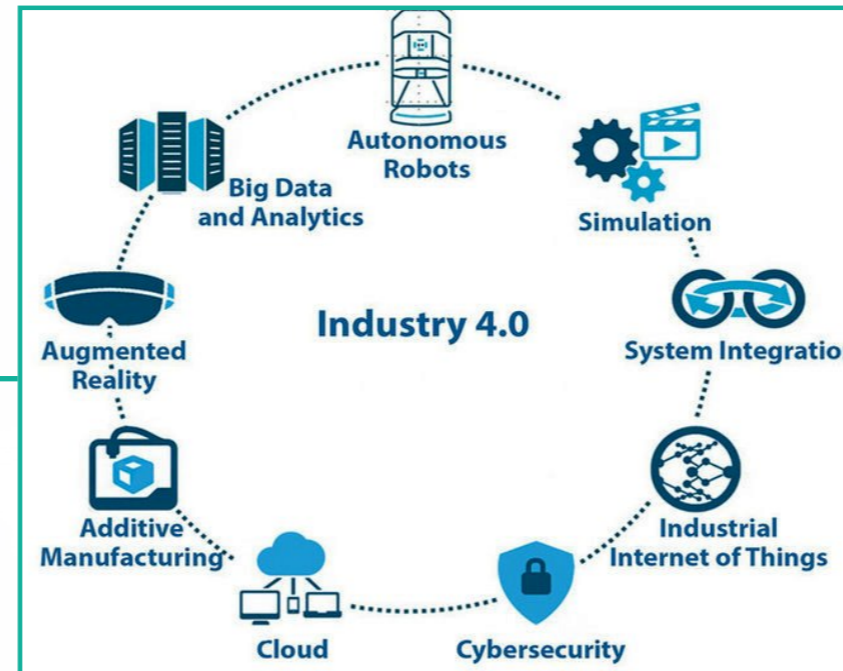 Autonomous
Robots
Big Data
and Analytics
Simulation
Industry 4.0
Augmented
Reality
System Integratio
Additive
Manufacturing
Industrial
Internet of Things
Cloud
Cybersecurity